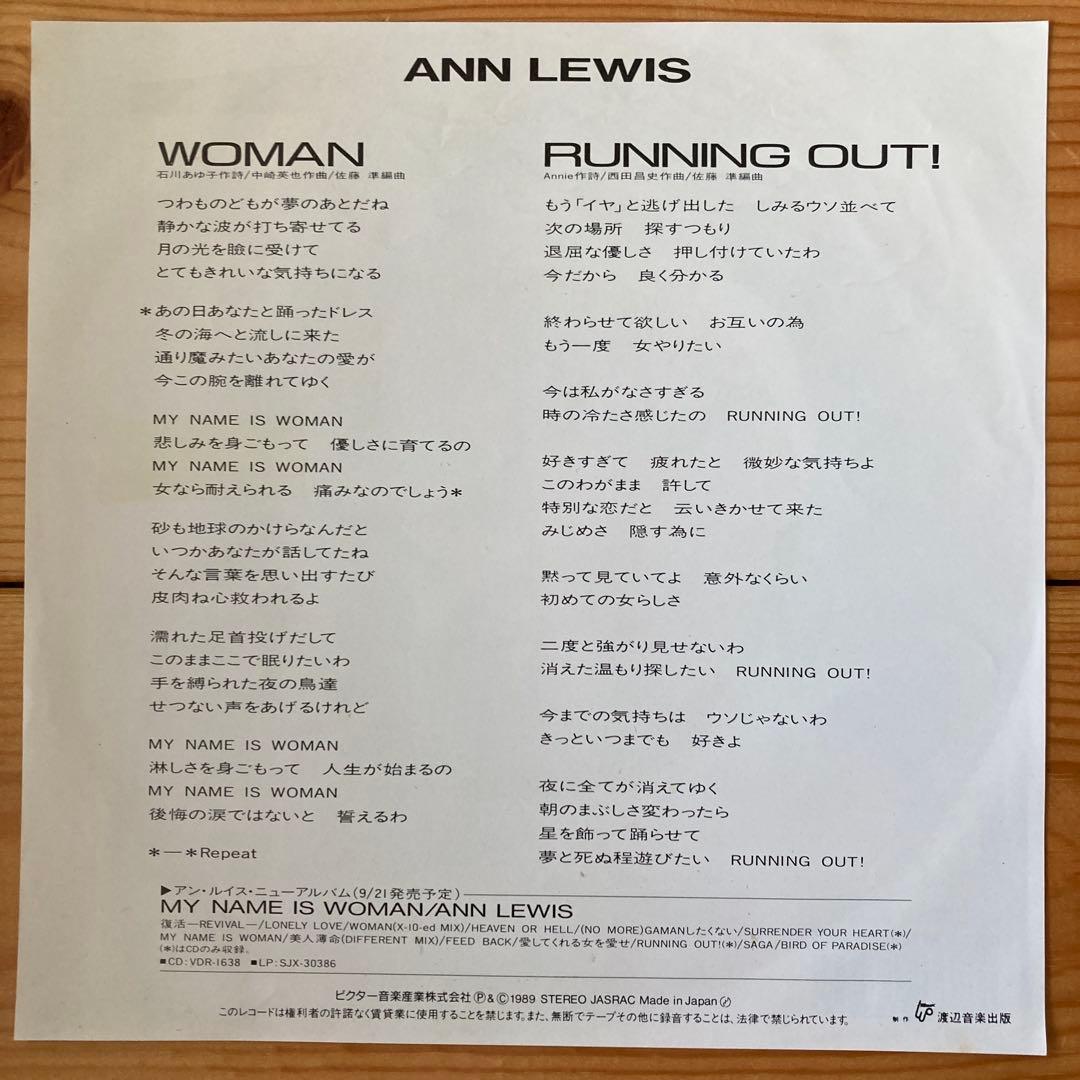 ANN LEWIS
WOMAN
石川あゆ子作詩/中崎英也作曲/佐藤 準編曲
つわものどもが夢のあとだね
静かな波が打ち寄せてる
月の光を瞼に受けて
とてもきれいな気持ちになる
*あの日あなたと踊ったドレス
冬の海へと流しに来た
通り魔みたいあなたの愛が
今この腕を離れてゆく
MY NAME IS WOMAN
悲しみを身ごもって 優しさに育てるの
MY NAME IS WOMAN
女なら耐えられる 痛みなのでしょう*
砂も地球のかけらなんだと
いつかあなたが話してたね
そんな言葉を思い出すたび
皮肉ね心救われるよ
濡れた足首投げだして
このままここで眠りたいわ
手を縛られた夜の鳥達
せつない声をあげるけれど
MY NAME IS WOMAN
淋しさを身ごもって 人生が始まるの
MY NAME IS WOMAN
後悔の涙ではないと 誓えるわ
*—*Repeat
RUNNING OUT!
Annie作詩/西田昌史作曲/佐藤 準編曲
もう「イヤ」と逃げ出した しみるウソ並べて
次の場所 探すつもり
退屈な優しさ 押し付けていたわ
今だから 良く分かる
終わらせて欲しい お互いの為
もう一度 女やりたい
今は私がなさすぎる
時の冷たさ感じたの RUNNING OUT!
好きすぎて 疲れたと 微妙な気持ちよ
このわがまま 許して
特別な恋だと 云いきかせて来た
みじめさ 隠す為に
黙って見ていてよ 意外なくらい
初めての女らしさ
二度と強がり見せないわ
消えた温もり探したい RUNNING OUT!
今までの気持ちは ウソじゃないわ
きっといつまでも 好きよ
夜に全てが消えてゆく
朝のまぶしさ変わったら
星を飾って踊らせて
夢と死ぬ程遊びたい RUNNING OUT!
▶アン・ルイス・ニューアルバム(9/21発売予定)
MY NAME IS WOMAN/ANN LEWIS
復活—REVIVAL—/LONELY LOVE/WOMAN(X-10-ed MIX)/HEAVEN OR HELL/(NO MORE)GAMANしたくない/SURRENDER YOUR HEART(*)/
MY NAME IS WOMAN/美人薄命(DIFFERENT MIX)/FEED BACK/愛してくれる女を愛せ/RUNNING OUT!(*)/SAGA/BIRD OF PARADISE(*)
(*)はCDのみ収録。
■CD:VDR-1638 ■LP:SJX-30386
ビクター音楽産業株式会社 Ⓟ&Ⓒ1989 STEREO JASRAC Made in Japan
このレコードは権利者の許諾なく賃貸業に使用することを禁じます。また、無断でテープその他に録音することは、法律で禁じられています。
制作 渡辺音楽出版